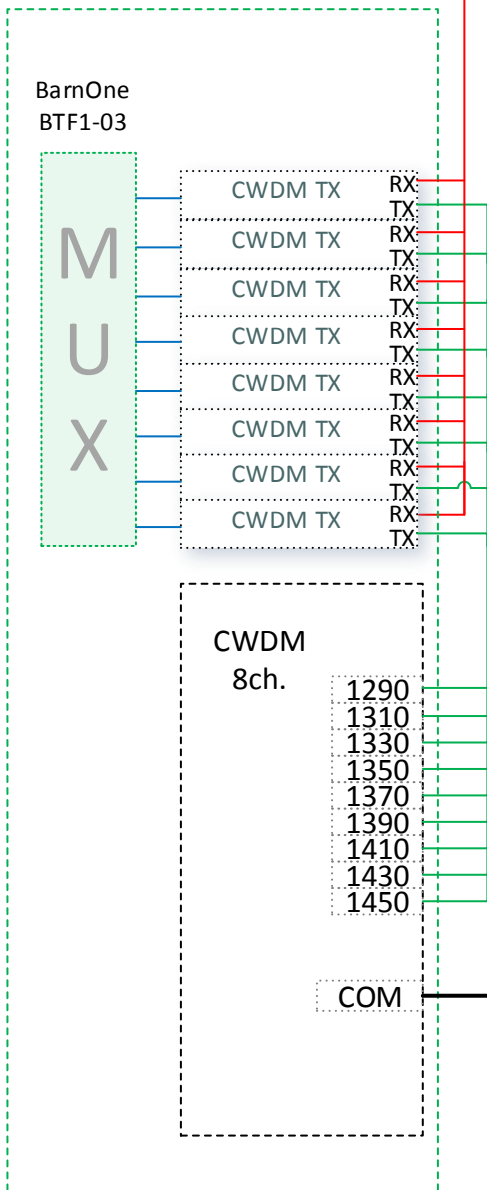 BarnOne
BTF1-03
M
U
X
CWDM TX RX
TX
CWDM TX RX
TX
CWDM TX RX
TX
CWDM TX RX
TX
CWDM TX RX
TX
CWDM TX RX
TX
CWDM TX RX
TX
CWDM TX RX
TX
CWDM
8ch.
1290
1310
1330
1350
1370
1390
1410
1430
1450
COM